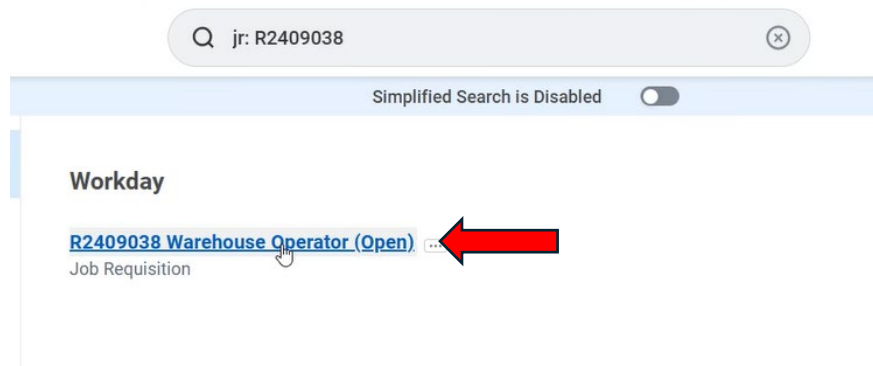 jr: R2409038
Simplified Search is Disabled
Workday
R2409038 Warehouse Operator (Open)
Job Requisition